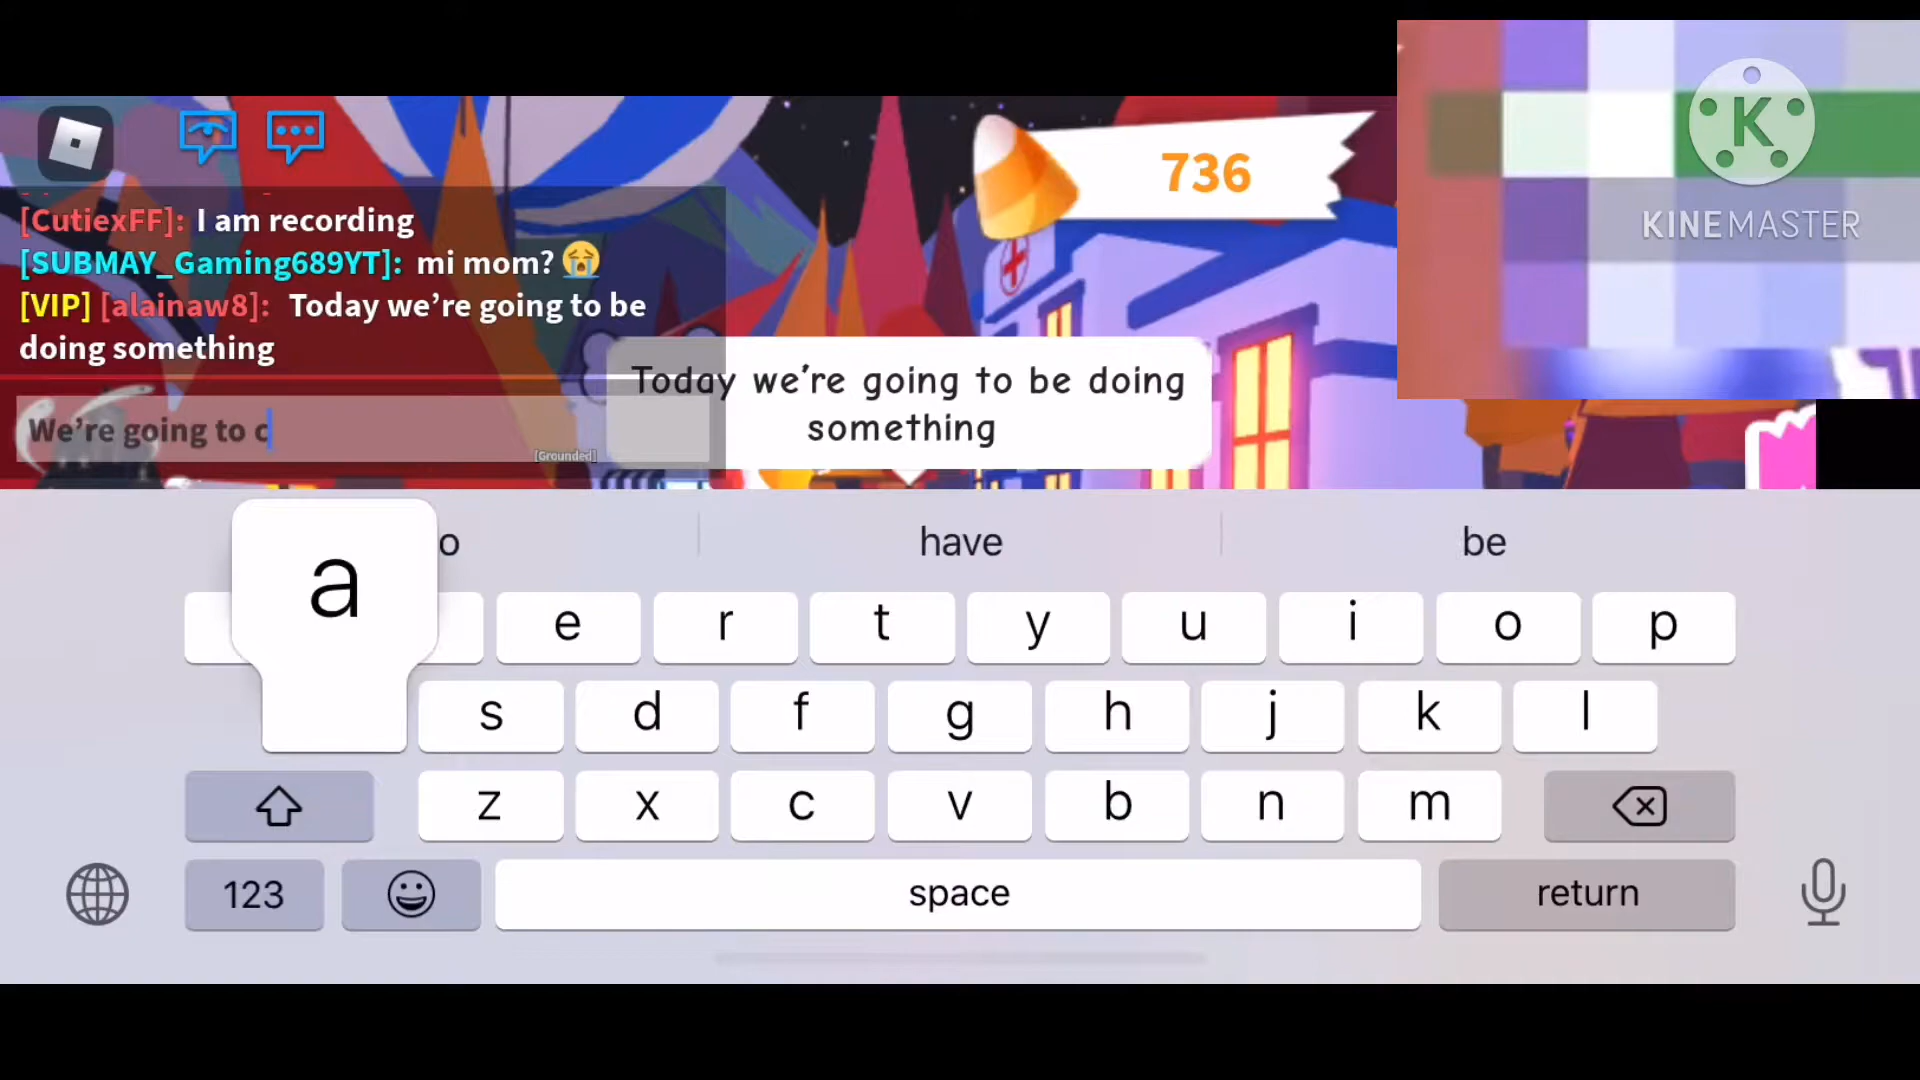 736
K
KINEMASTER
[CutiexFF]: I am recording
[SUBMAY_Gaming689YT]: mi mom? 😭
[VIP] [alainaw8]: Today we’re going to be
doing something
Today we’re going to be doing
something
We’re going to c
[Grounded]
o have be
a
e r t y u i o p
s d f g h j k l
z x c v b n m
123 space return